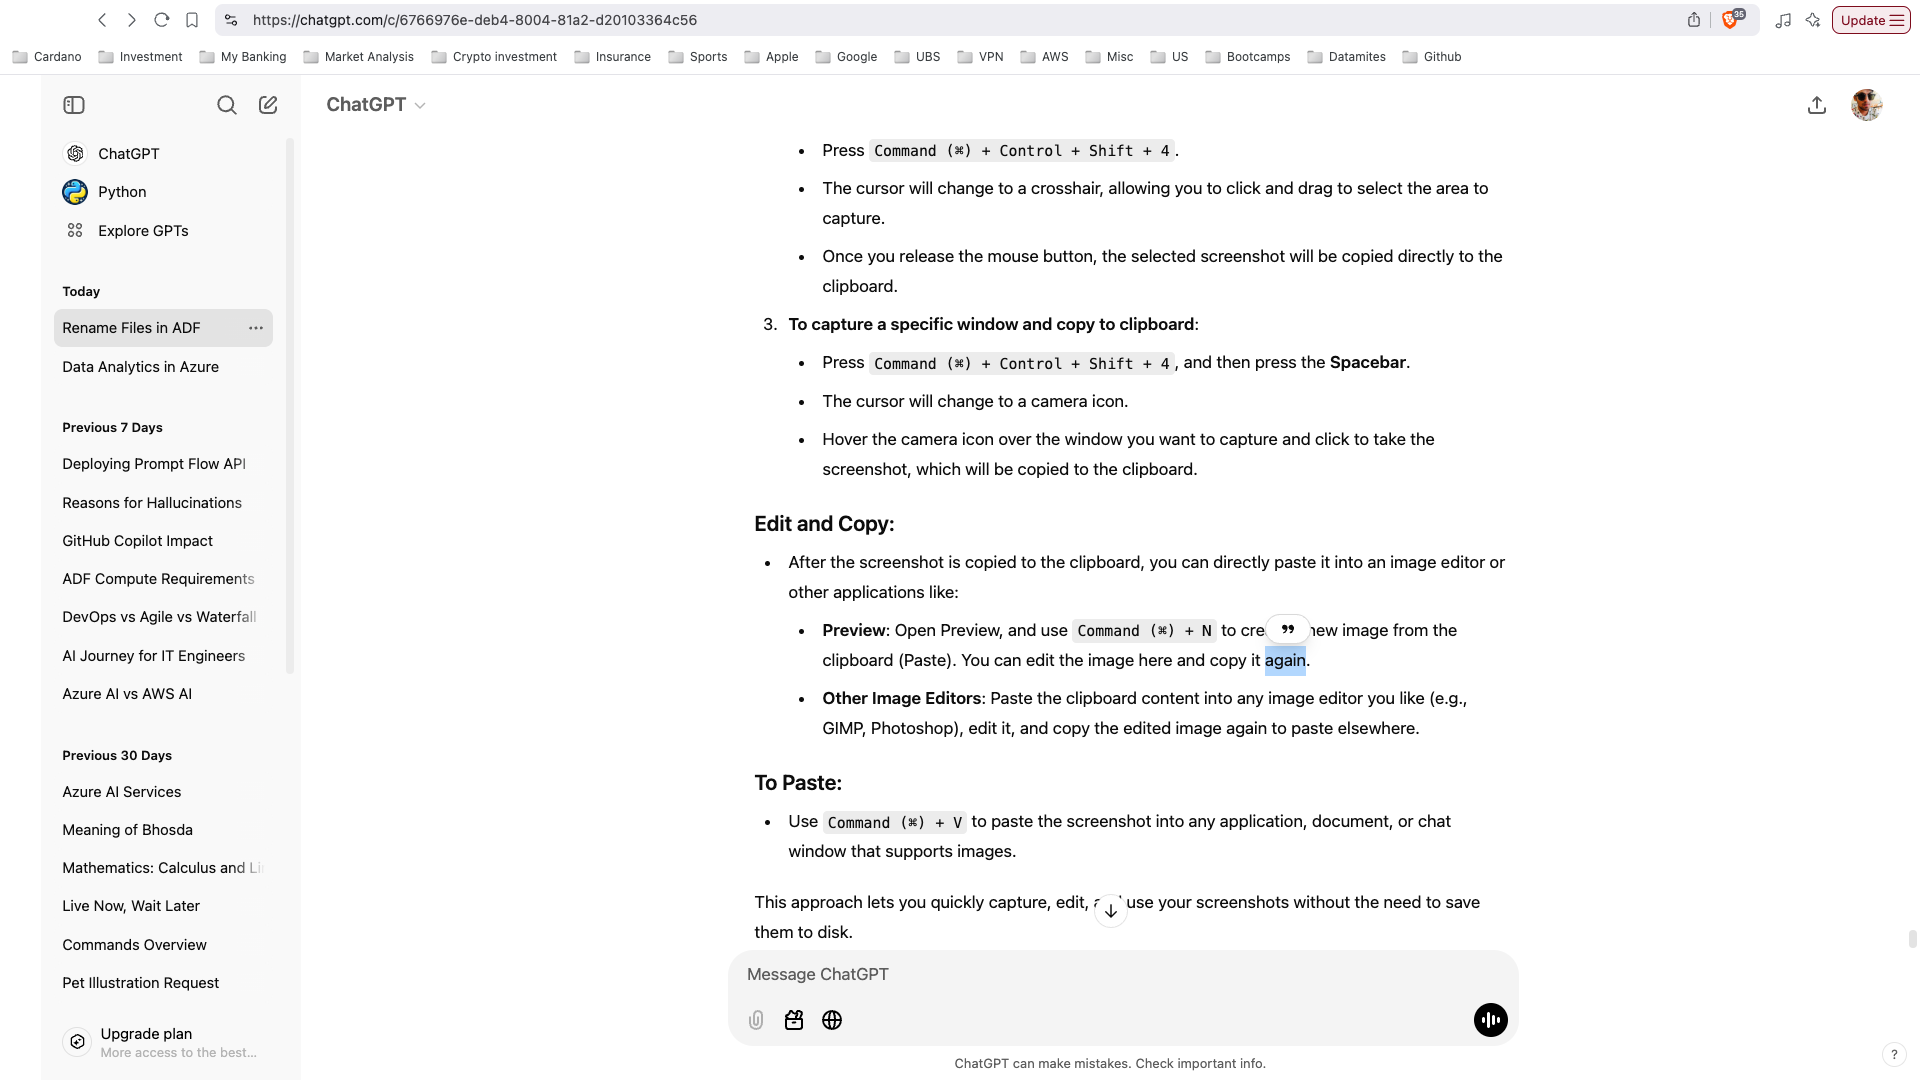 https://chatgpt.com/c/6766976e-deb4-8004-81a2-d20103364c56
35
Update
Cardano
Investment
My Banking
Market Analysis
Crypto investment
Insurance
Sports
Apple
Google
UBS
VPN
AWS
Misc
US
Bootcamps
Datamites
Github
ChatGPT
Python
Explore GPTs
Today
Rename Files in ADF
Data Analytics in Azure
Previous 7 Days
Deploying Prompt Flow API
Reasons for Hallucinations
GitHub Copilot Impact
ADF Compute Requirements
DevOps vs Agile vs Waterfall
AI Journey for IT Engineers
Azure AI vs AWS AI
Previous 30 Days
Azure AI Services
Meaning of Bhosda
Mathematics: Calculus and Li
Live Now, Wait Later
Commands Overview
Pet Illustration Request
Upgrade plan
More access to the best...
ChatGPT
• Press Command (⌘) + Control + Shift + 4.
• The cursor will change to a crosshair, allowing you to click and drag to select the area to
capture.
• Once you release the mouse button, the selected screenshot will be copied directly to the
clipboard.
3. To capture a specific window and copy to clipboard:
• Press Command (⌘) + Control + Shift + 4, and then press the Spacebar.
• The cursor will change to a camera icon.
• Hover the camera icon over the window you want to capture and click to take the
screenshot, which will be copied to the clipboard.
Edit and Copy:
• After the screenshot is copied to the clipboard, you can directly paste it into an image editor or
other applications like:
• Preview: Open Preview, and use Command (⌘) + N to cre new image from the
clipboard (Paste). You can edit the image here and copy it again.
• Other Image Editors: Paste the clipboard content into any image editor you like (e.g.,
GIMP, Photoshop), edit it, and copy the edited image again to paste elsewhere.
To Paste:
• Use Command (⌘) + V to paste the screenshot into any application, document, or chat
window that supports images.
This approach lets you quickly capture, edit, use your screenshots without the need to save
them to disk.
Message ChatGPT
ChatGPT can make mistakes. Check important info.
?